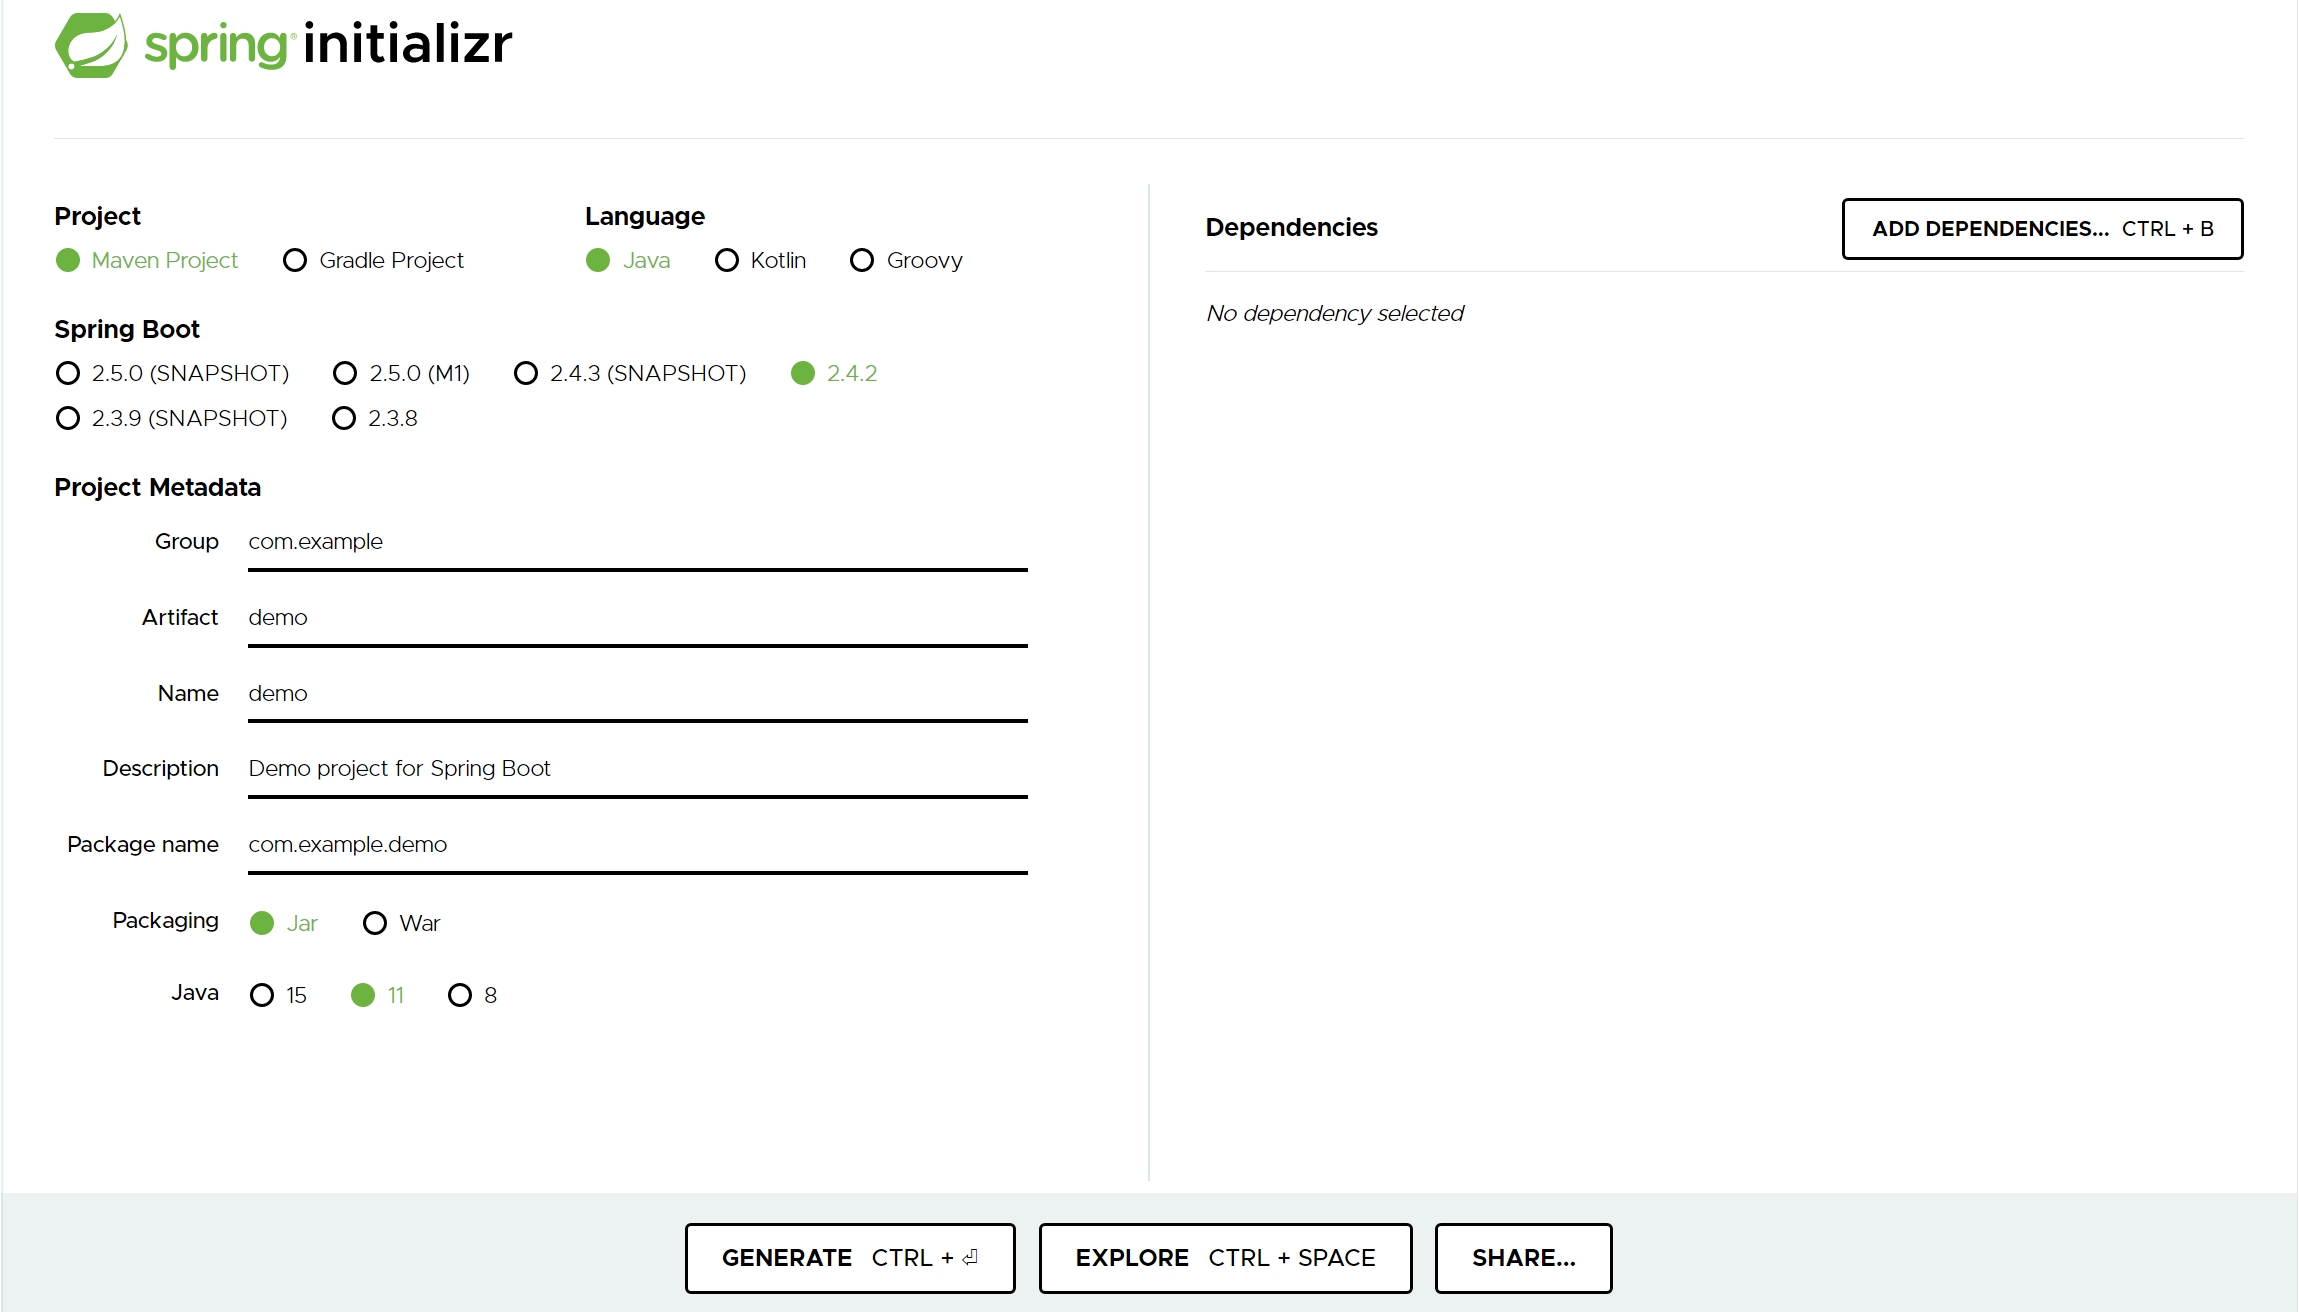 spring initializr
Project
Maven Project Gradle Project
Language
Java Kotlin Groovy
Spring Boot
2.5.0 (SNAPSHOT) 2.5.0 (M1) 2.4.3 (SNAPSHOT) 2.4.2
2.3.9 (SNAPSHOT) 2.3.8
Project Metadata
Group com.example
Artifact demo
Name demo
Description Demo project for Spring Boot
Package name com.example.demo
Packaging Jar War
Java 15 11 8
Dependencies
ADD DEPENDENCIES... CTRL + B
No dependency selected
GENERATE CTRL + ⏎
EXPLORE CTRL + SPACE
SHARE...